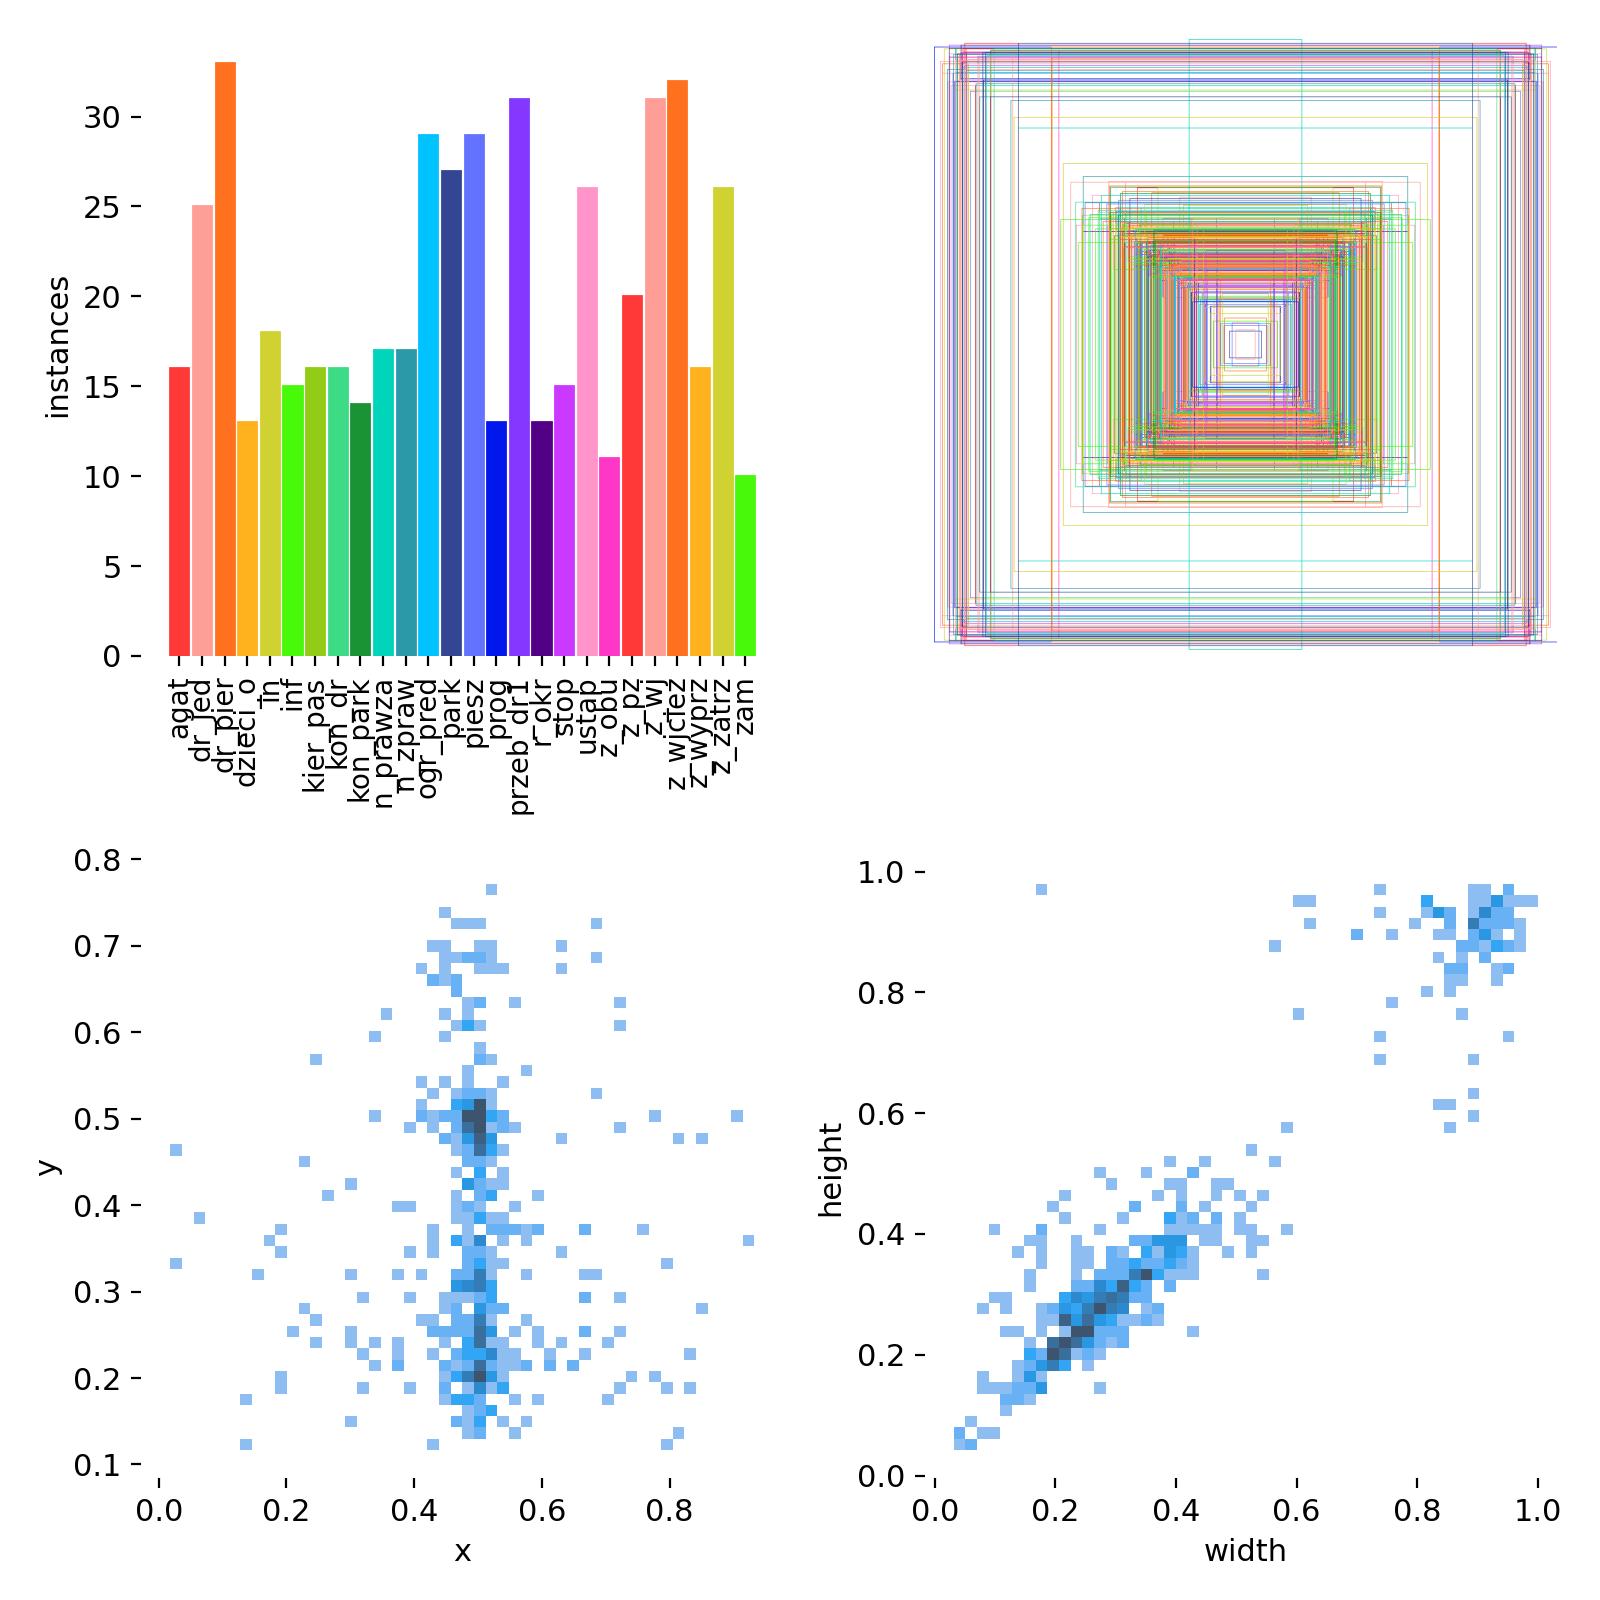 instances
30
25
20
15
10
5
0
agat
dr_jed
dr_pier
dzieci_o
in
inf
kier_pas
kon_dr
kon_park
n_prawza
n_zpraw
ogr_pred
park
piesz
prog
przeb_dr1
r_okr
stop
ustap
z_obu
z_pz
z_wj
z_wjciez
z_wyprz
z_zatrz
zam
y
0.8
0.7
0.6
0.5
0.4
0.3
0.2
0.1
0.0 0.2 0.4 0.6 0.8
x
height
1.0
0.8
0.6
0.4
0.2
0.0
0.0 0.2 0.4 0.6 0.8 1.0
width